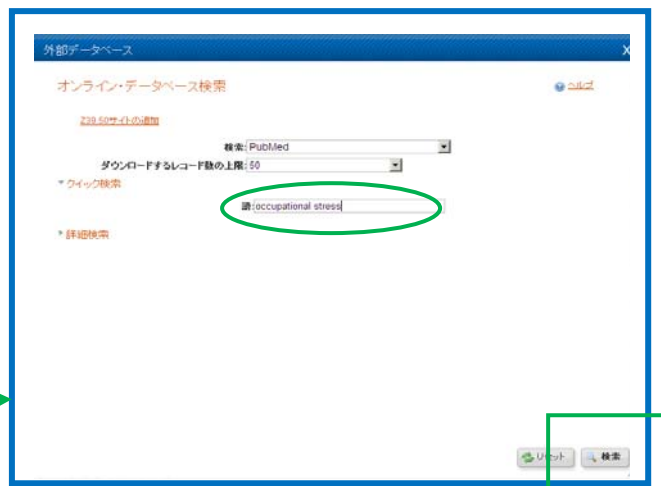 外部データベース X
オンライン・データベース検索 ヘルプ
Z39.50サイトの追加
検索: PubMed
ダウンロードするレコード数の上限: 50
クイック検索
語: occupational stress
詳細検索
リセット 検索